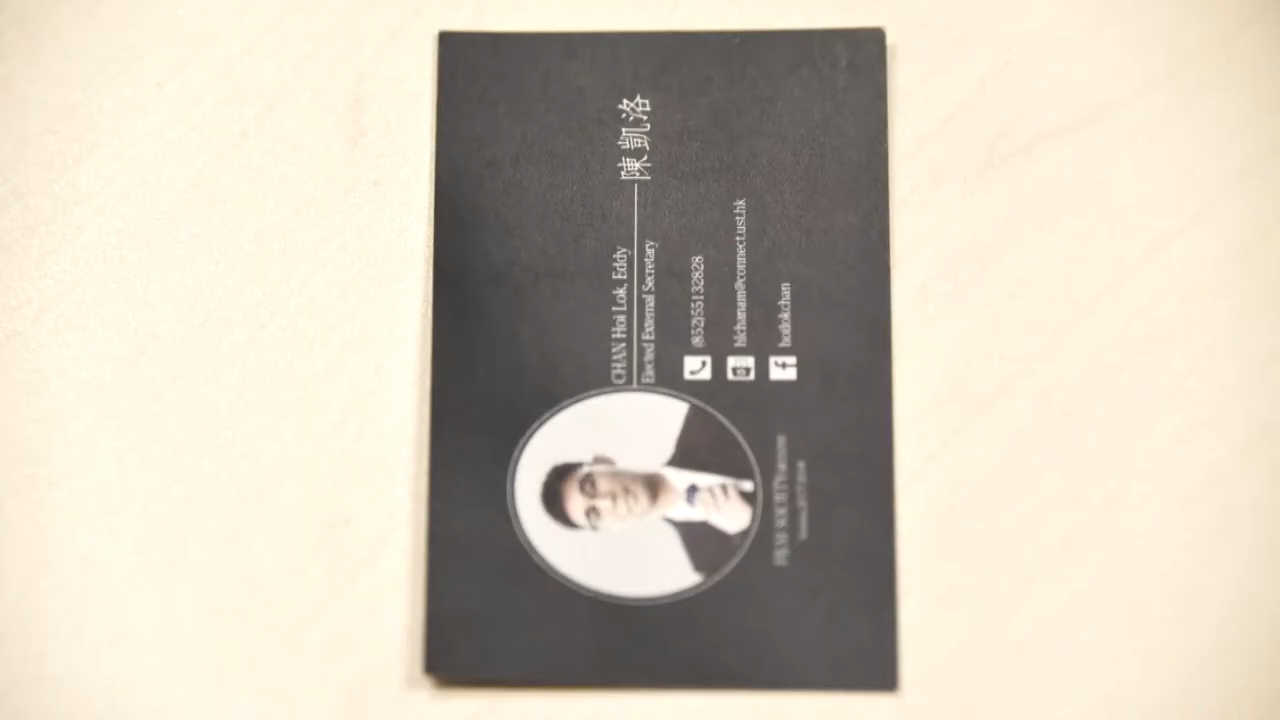 CHAN Hoi Lok, Eddy
陳凱洛
Elected External Secretary
(852)55132828
hlchanam@connect.ust.hk
hoilokchan